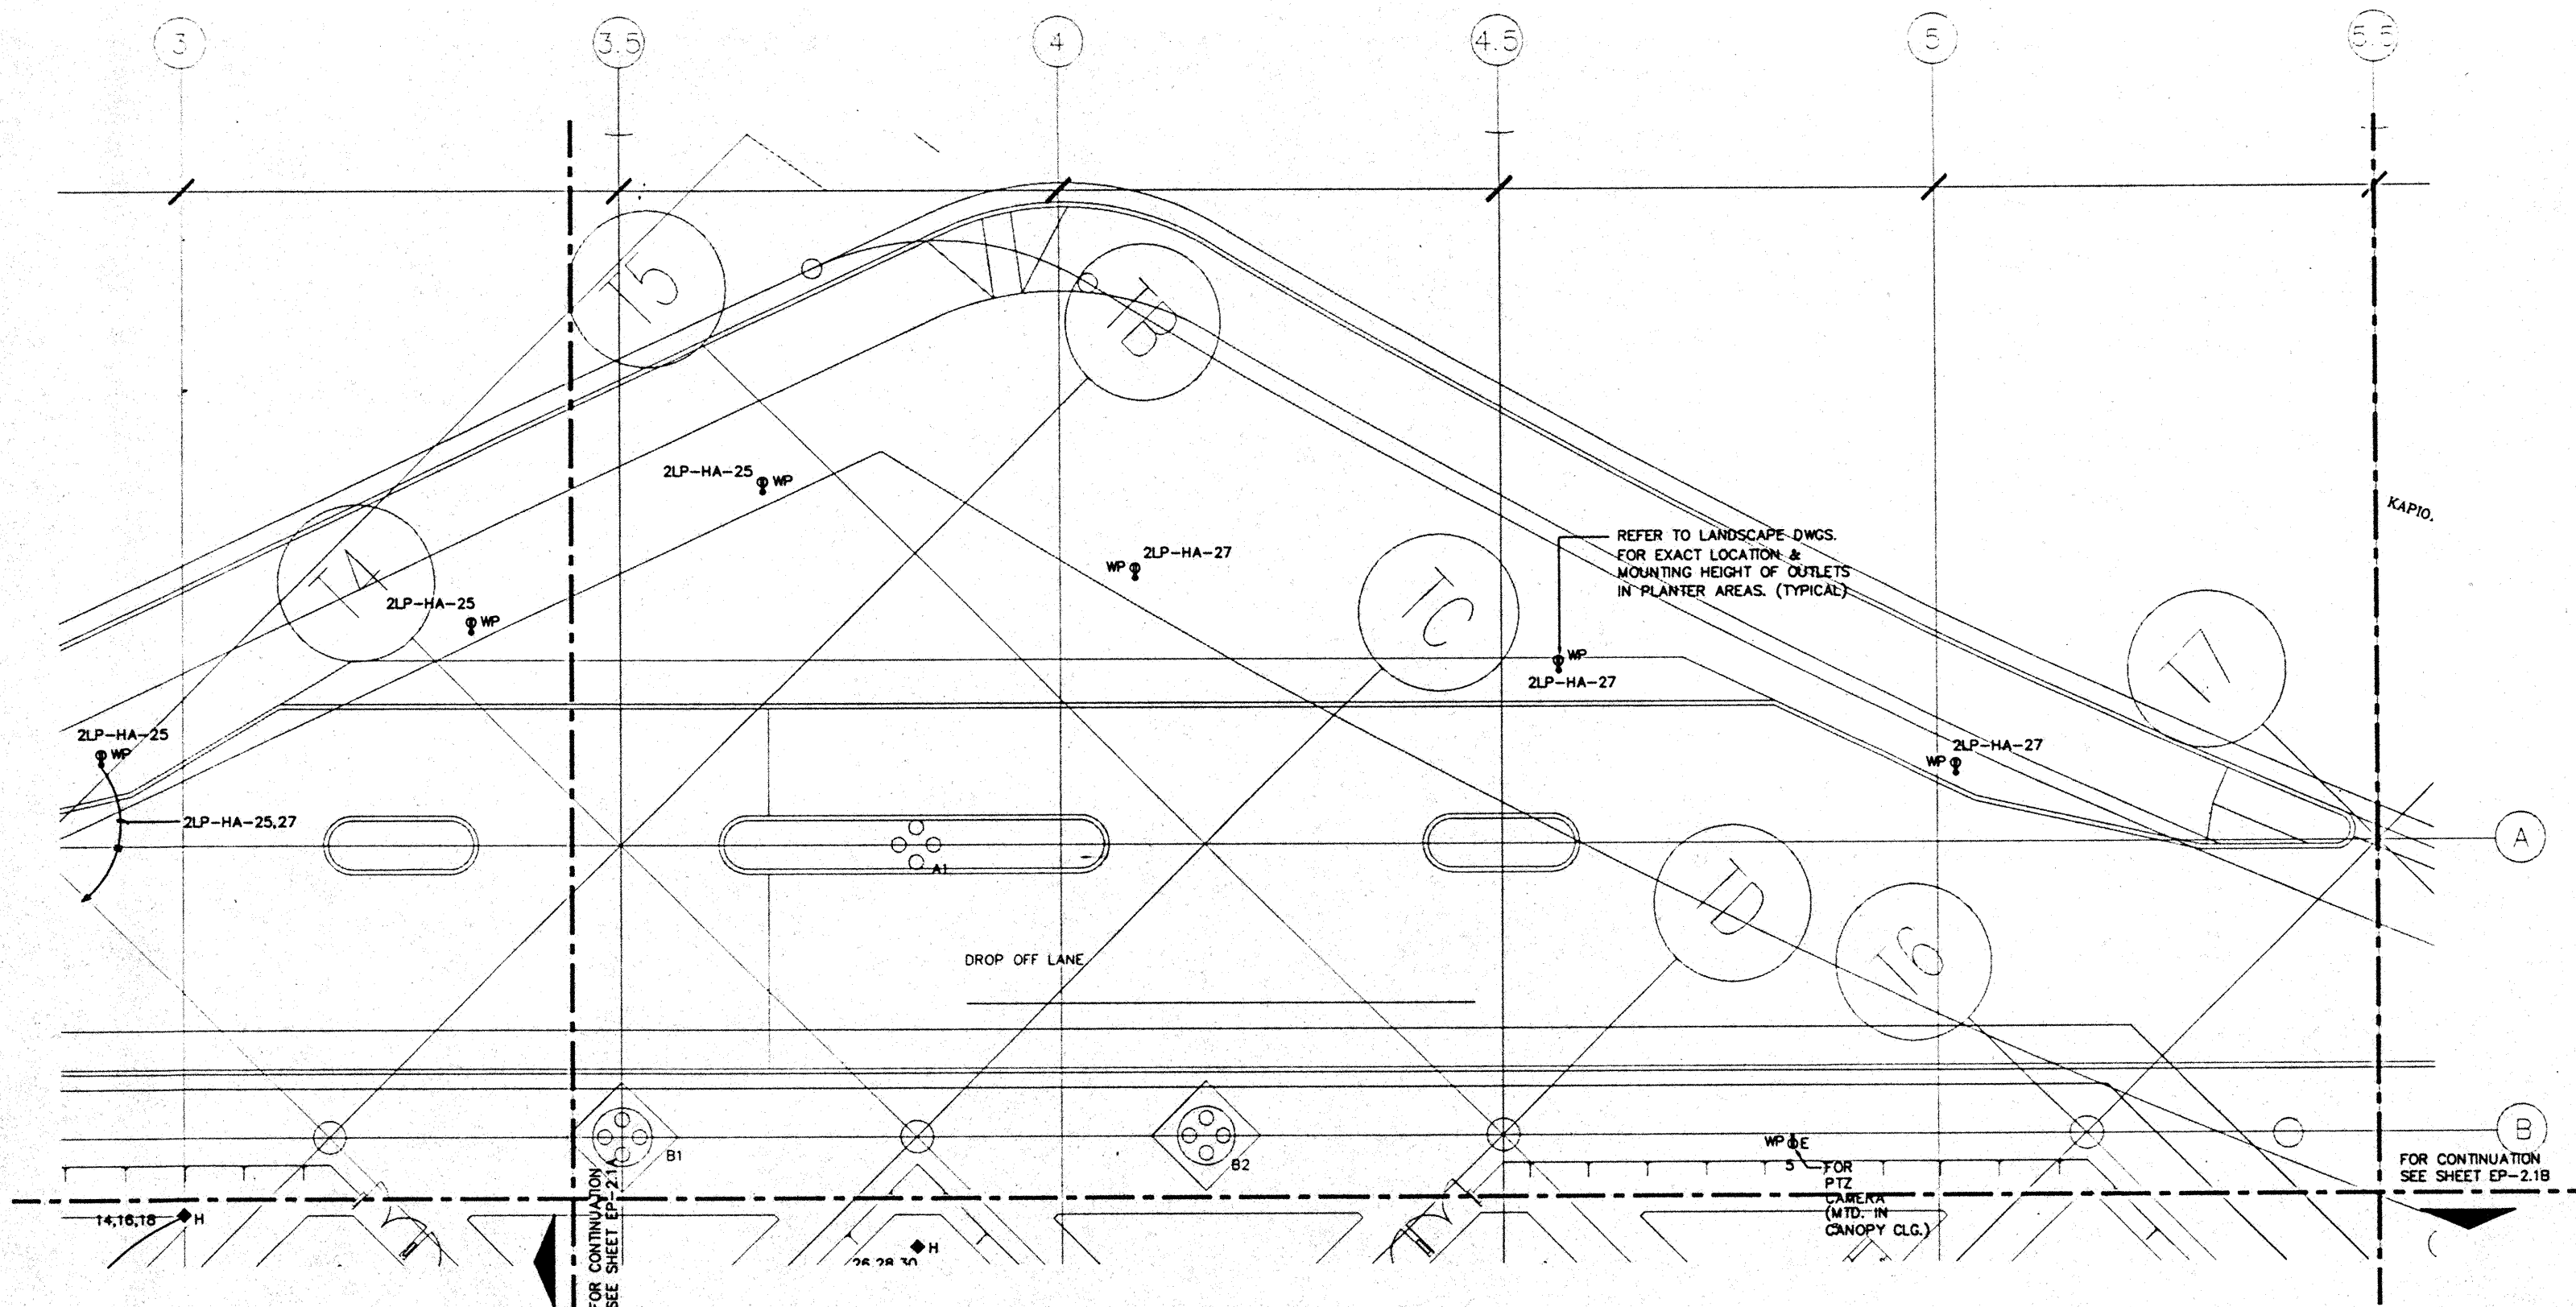 3
3.5
4
4.5
5
5.5
T5
TB
2LP-HA-25
WP
2LP-HA-27
WP
REFER TO LANDSCAPE DWGS.
FOR EXACT LOCATION &
MOUNTING HEIGHT OF OUTLETS
IN PLANTER AREAS. (TYPICAL)
KAPIO.
T4
2LP-HA-25
WP
TC
WP
2LP-HA-27
T7
2LP-HA-25
WP
2LP-HA-27
WP
2LP-HA-25,27
A1
A
TD
T6
DROP OFF LANE
B1
B2
WP
E
B
5
FOR
PTZ
CAMERA
(MTD. IN
CANOPY CLG.)
FOR CONTINUATION
SEE SHEET EP-2.1B
FOR CONTINUATION
SEE SHEET EP-2.1A
14,16,18
H
H
26,28,30